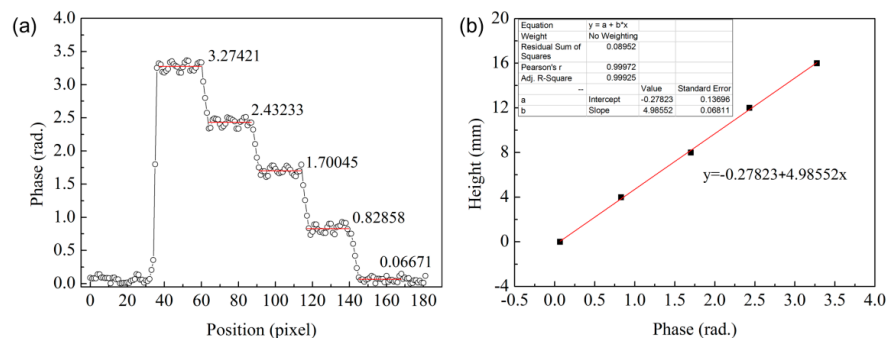 (a)
4.0
3.5
3.0
2.5
2.0
1.5
1.0
0.5
0.0
Phase (rad.)
3.27421
2.43233
1.70045
0.82858
0.06671
0 20 40 60 80 100 120 140 160 180
Position (pixel)
(b)
20
16
12
8
4
0
-4
Height (mm)
Equation y = a + b*x
Weight No Weighting
Residual Sum of Squares 0.08952
Pearson's r 0.99972
Adj. R-Square 0.99925
-- Value Standard Error
a Intercept -0.27823 0.13696
b Slope 4.98552 0.06811
y=-0.27823+4.98552x
-0.5 0.0 0.5 1.0 1.5 2.0 2.5 3.0 3.5 4.0
Phase (rad.)